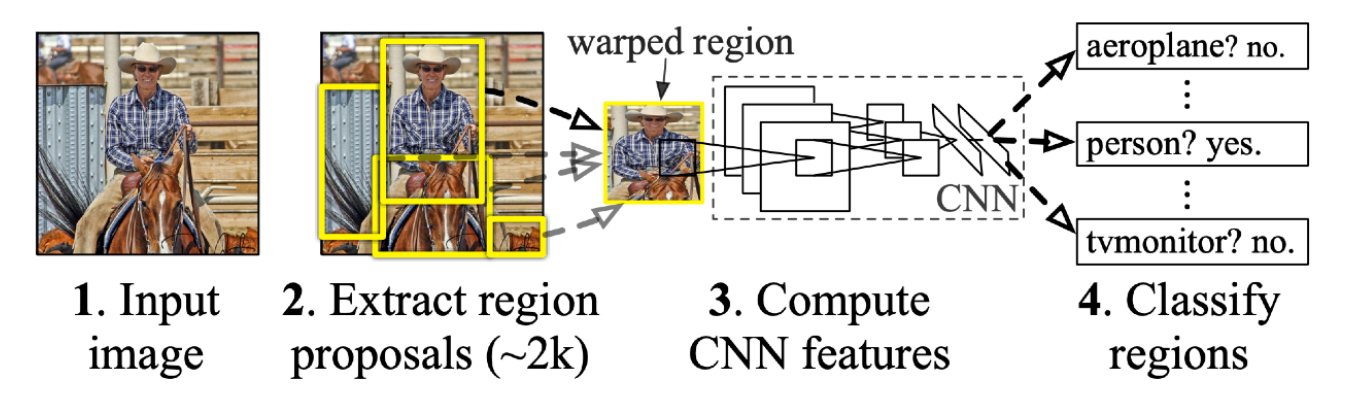 warped region
aeroplane? no.
person? yes.
CNN
tvmonitor? no.
1. Input
image
2. Extract region
proposals (~2k)
3. Compute
CNN features
4. Classify
regions